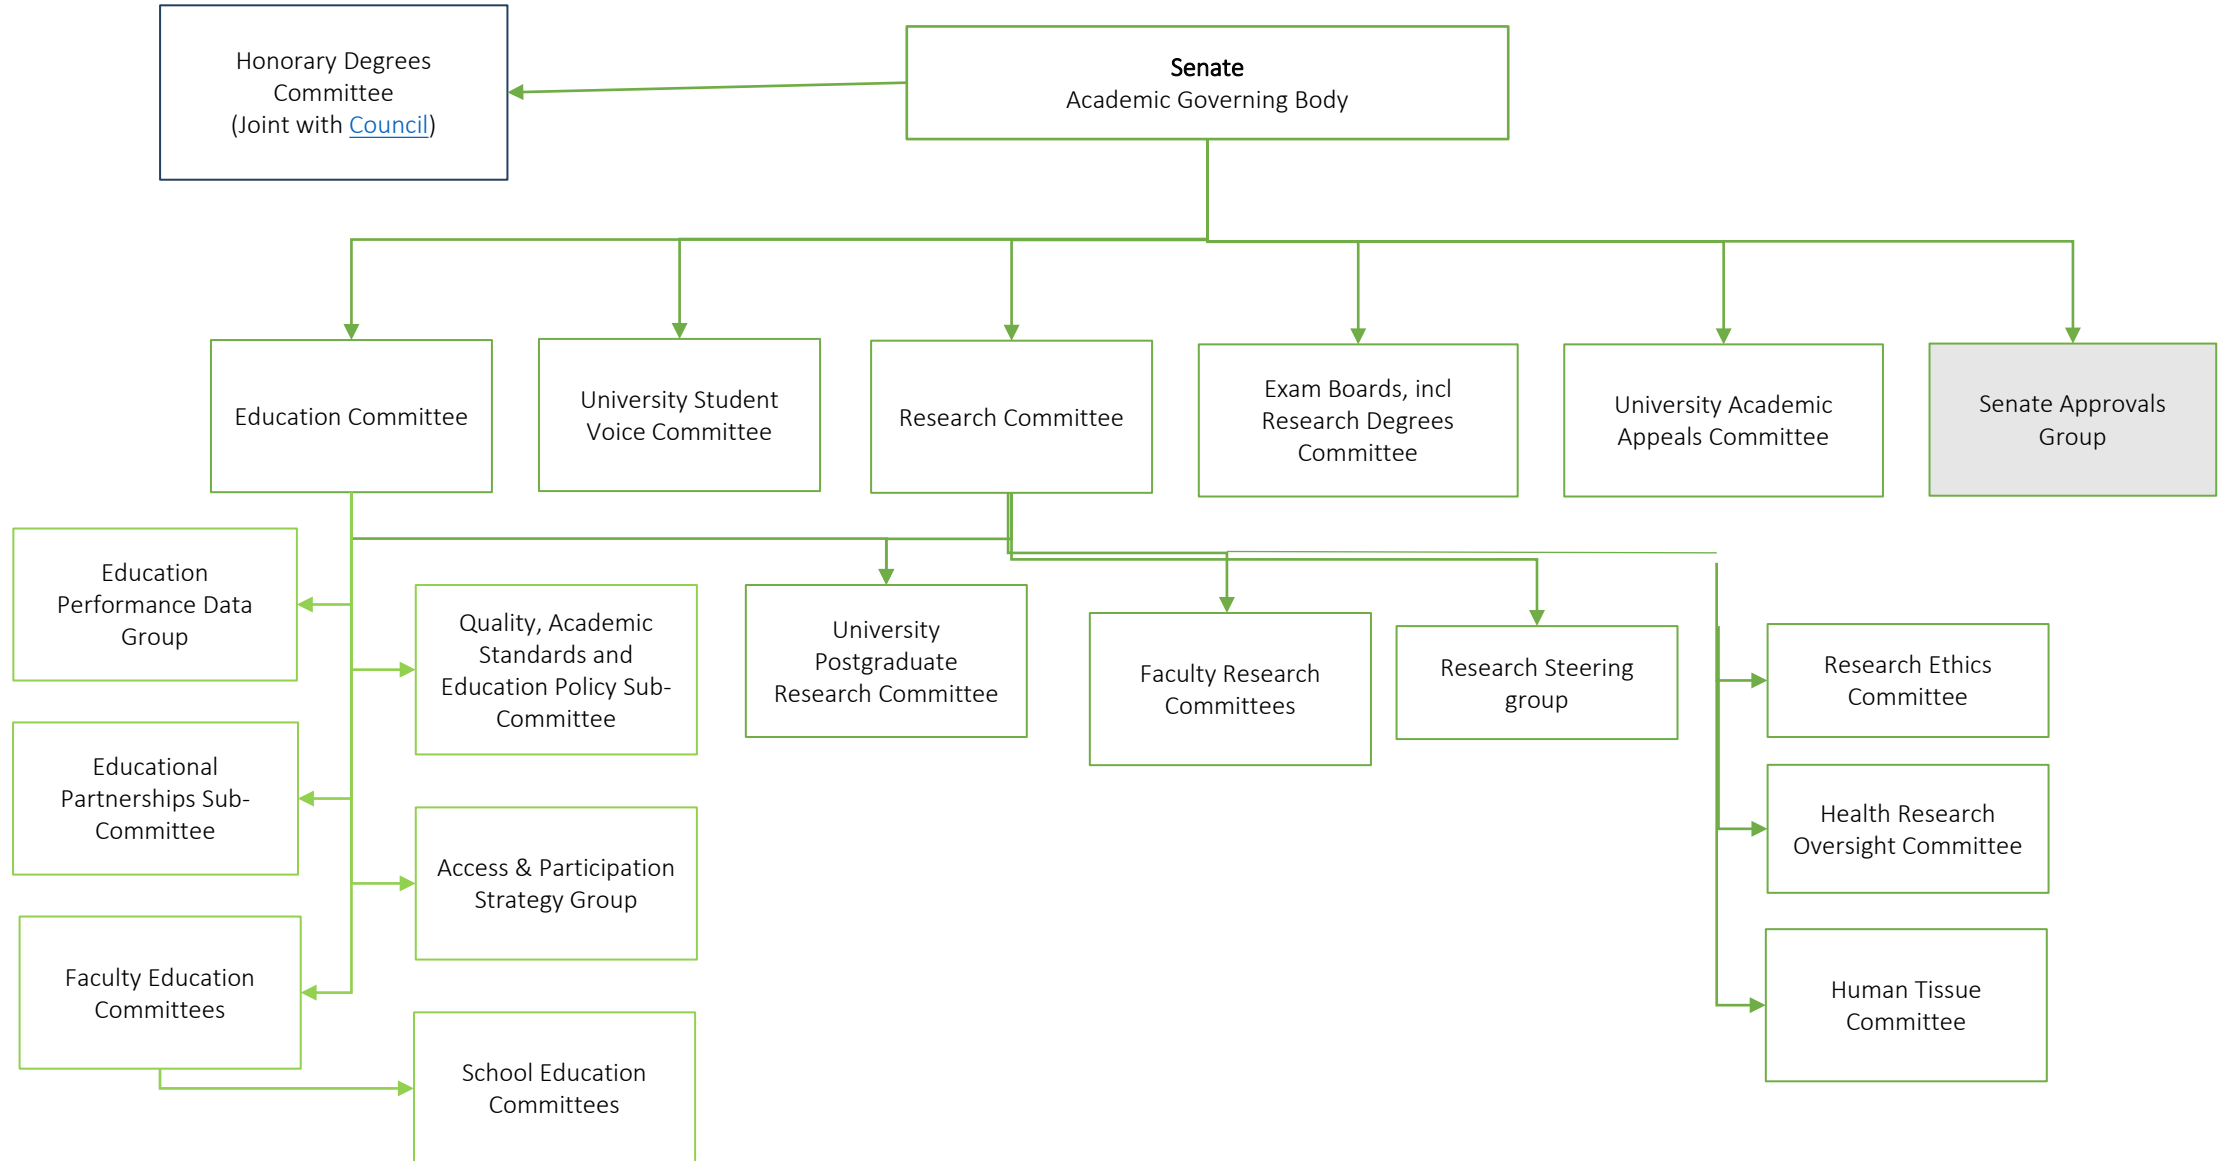 Honorary Degrees
Committee
(Joint with Council)
Senate
Academic Governing Body
Education Committee
University Student
Voice Committee
Research Committee
Exam Boards, incl
Research Degrees
Committee
University Academic
Appeals Committee
Senate Approvals
Group
Education
Performance Data
Group
Quality, Academic
Standards and
Education Policy Sub-
Committee
University
Postgraduate
Research Committee
Faculty Research
Committees
Research Steering
group
Research Ethics
Committee
Educational
Partnerships Sub-
Committee
Health Research
Oversight Committee
Access & Participation
Strategy Group
Faculty Education
Committees
Human Tissue
Committee
School Education
Committees